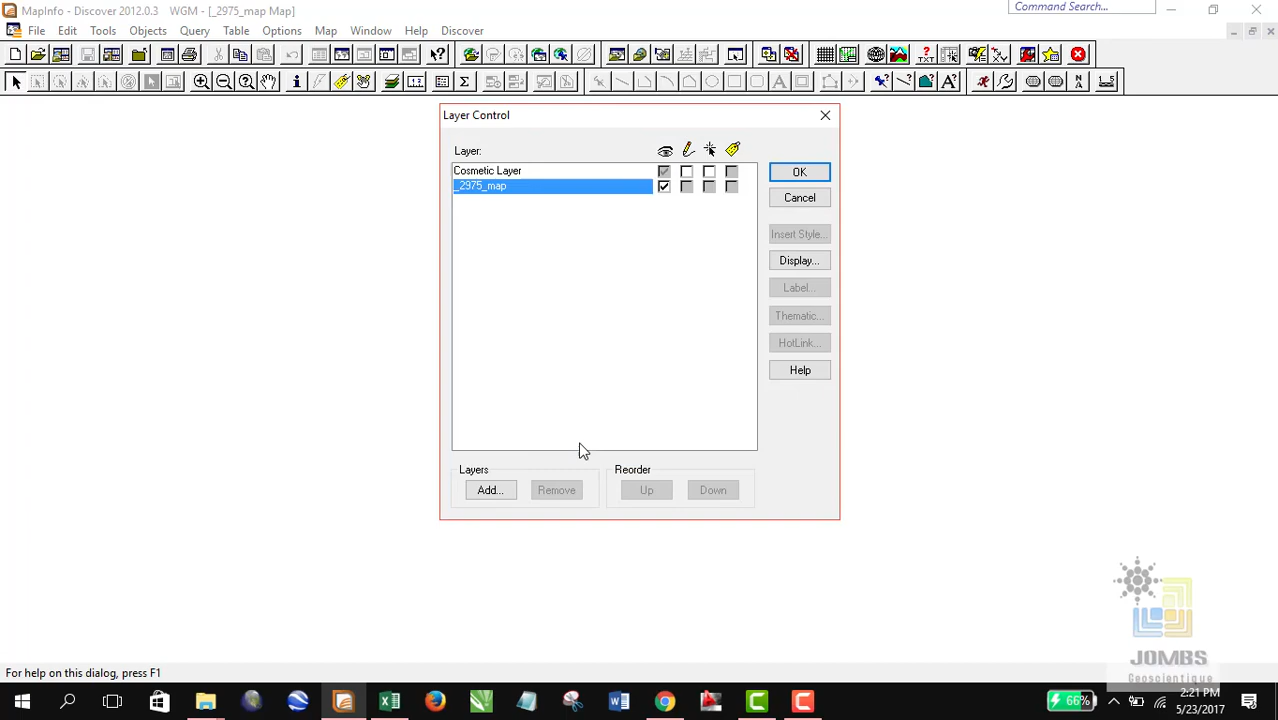 MapInfo - Discover 2012.0.3 WGM - [_2975_map Map]
Command Search...
File Edit Tools Objects Query Table Options Map Window Help Discover
Layer Control
Layer:
Cosmetic Layer
_2975_map
OK
Cancel
Insert Style...
Display...
Label...
Thematic...
HotLink...
Help
Layers
Add...
Remove
Reorder
Up
Down
JOMBS
Geoscientique
For help on this dialog, press F1
66%
2:21 PM
5/23/2017